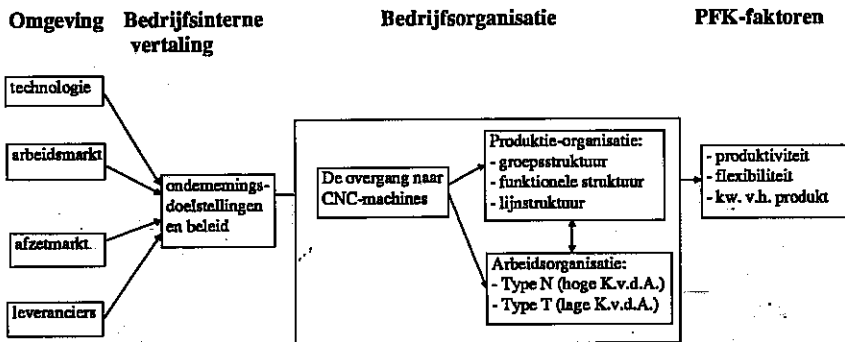 Omgeving
Bedrijfsinterne
vertaling
Bedrijfsorganisatie
PFK-faktoren
technologie
arbeidsmarkt
afzetmarkt
leveranciers
ondernemings-
doelstellingen
en beleid
De overgang naar
CNC-machines
Produktie-organisatie:
- groepsstruktuur
- funktionele struktuur
- lijnstruktuur
Arbeidsorganisatie:
- Type N (hoge K.v.d.A.)
- Type T (lage K.v.d.A.)
- produktiviteit
- flexibiliteit
- kw. v.h. produkt